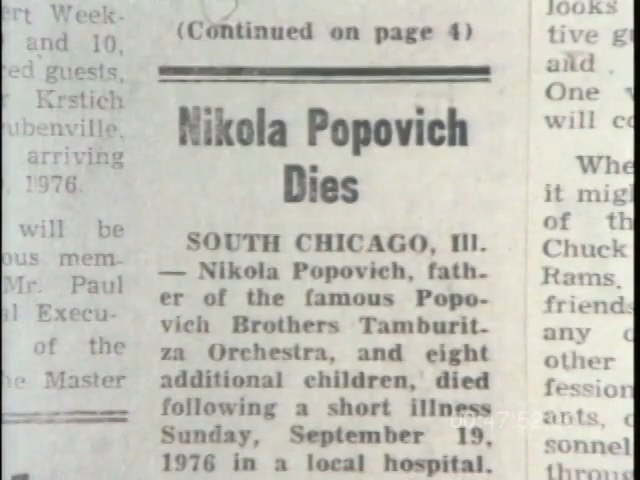 ert Week-
and 10,
ed guests,
Krstich
ubenville,
arriving
1976.
will be
ous mem-
Mr. Paul
al Execu-
of the
he Master
(Continued on page 4)
Nikola Popovich
Dies
SOUTH CHICAGO, Ill.
— Nikola Popovich, fath-
er of the famous Popo-
vich Brothers Tamburit-
za Orchestra, and eight
additional children, died
following a short illness
Sunday, September 19,
1976 in a local hospital.
looks
tive
and
One
will
Whe
it mig
of th
Chuck
Rams,
friends
any
other
fession
ants,
sonnel
throug